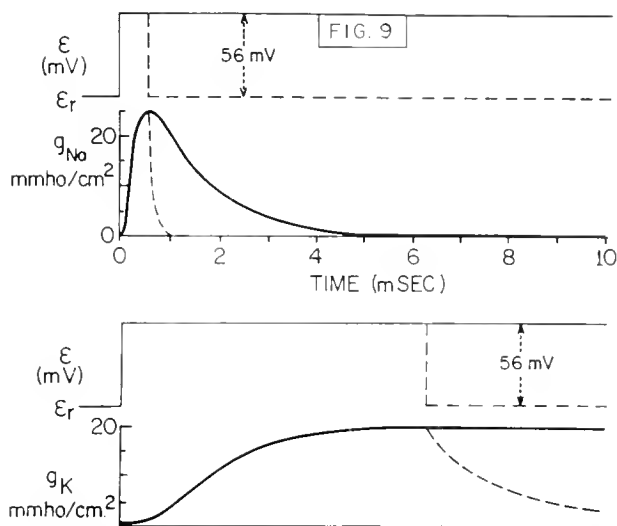 FIG. 9
ε
(mV)
56 mV
εr
20
gNa
mmho/cm²
0
0 2 4 6 8 10
TIME (mSEC)
ε
(mV)
56 mV
εr
20
gK
mmho/cm²